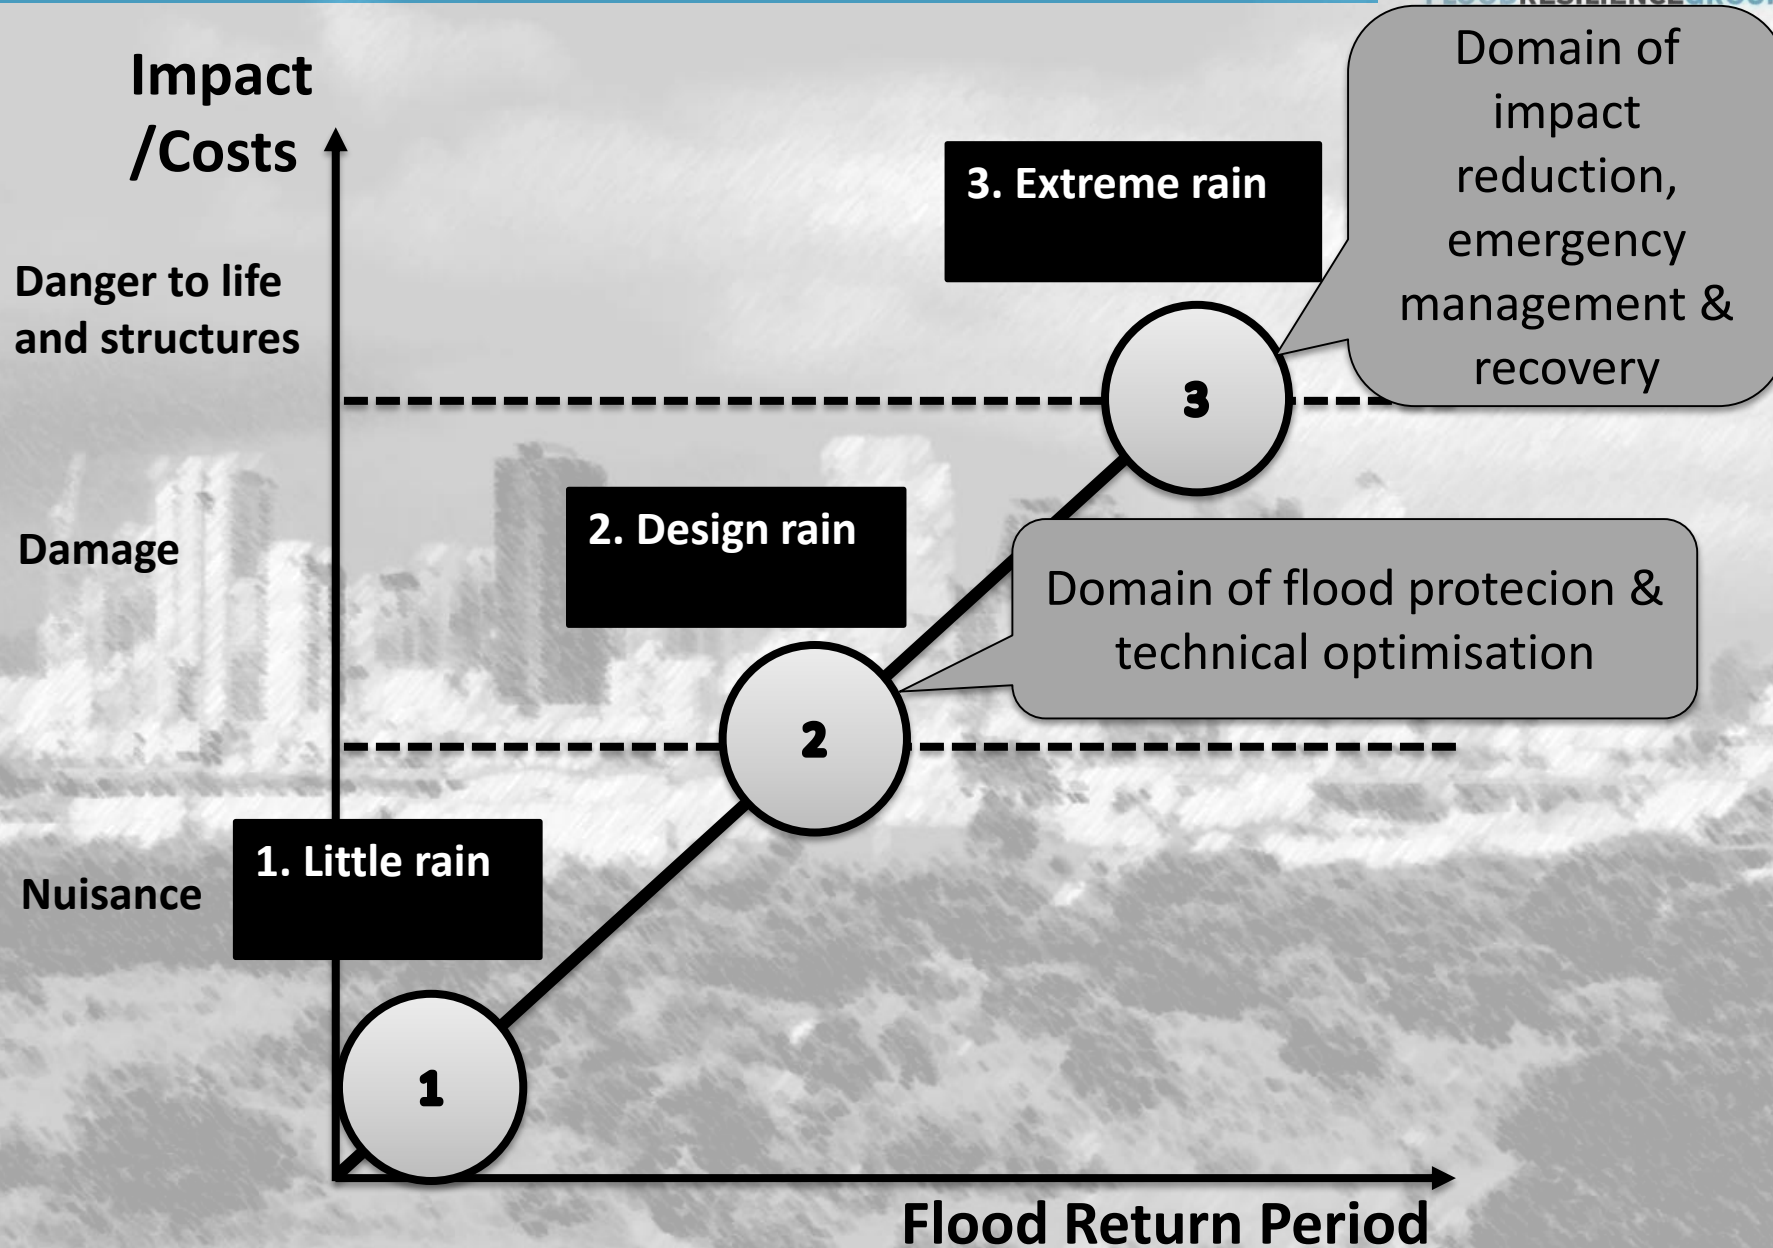 FLOODRESILIENCEGROUP
Impact
/Costs
Domain of
impact
reduction,
emergency
management &
recovery
3. Extreme rain
Danger to life
and structures
3
2. Design rain
Damage
Domain of flood protecion &
technical optimisation
2
1. Little rain
Nuisance
1
Flood Return Period